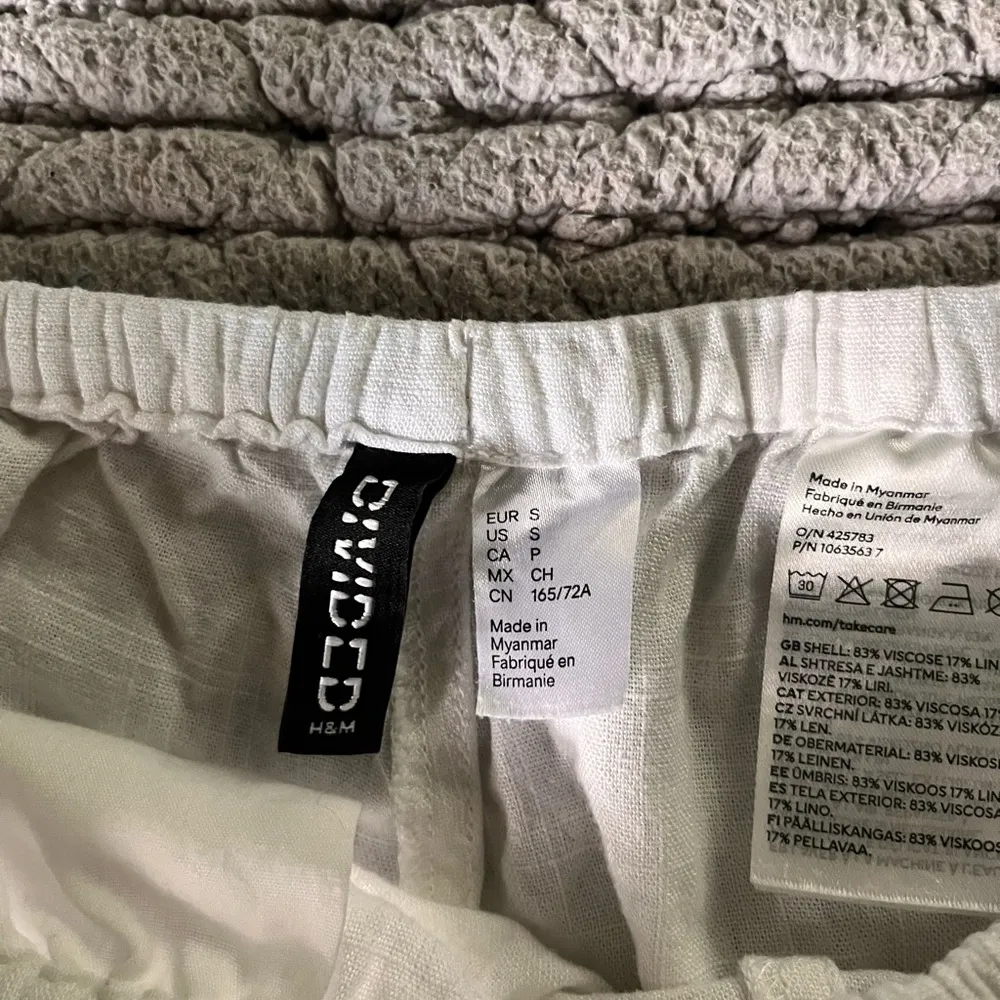 DIVIDED
H&M
EUR S
US S
CA P
MX CH
CN 165/72A
Made in
Myanmar
Fabriqué en
Birmanie
Made in Myanmar
Fabriqué en Birmanie
Hecho en Unión de Myanmar
O/N 425783
P/N 1063563 7
30
hm.com/takecare
GB SHELL: 83% VISCOSE 17% LIN
AL SHTRESA E JASHTME: 83%
VISKOZË 17% LIRI.
CAT EXTERIOR: 83% VISCOSA 17
CZ SVRCHNÍ LÁTKA: 83% VISKÓZ
17% LEN.
DE OBERMATERIAL: 83% VISKOS
17% LEINEN.
EE ÜMBRIS: 83% VISKOOS 17% LIN
ES TELA EXTERIOR: 83% VISCOSA
17% LINO.
FI PÄÄLLISKANGAS: 83% VISKOOS
17% PELLAVAA.